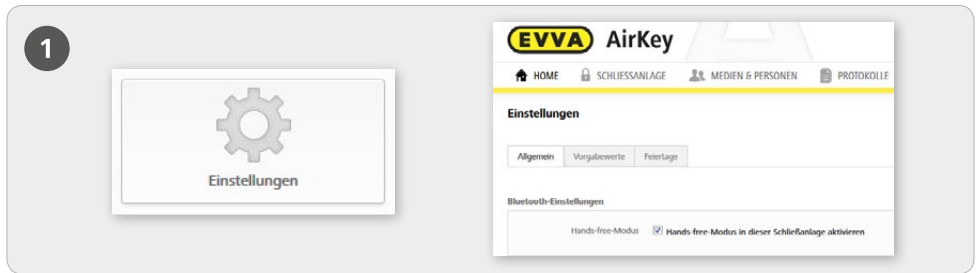 1
Einstellungen
EVVA AirKey
HOME SCHLIESSANLAGE MEDIEN & PERSONEN PROTOKOLLE
Einstellungen
Allgemein Vorgabewerte Feiertage
Bluetooth-Einstellungen
Hands-free-Modus Hands-free-Modus in dieser Schließanlage aktivieren